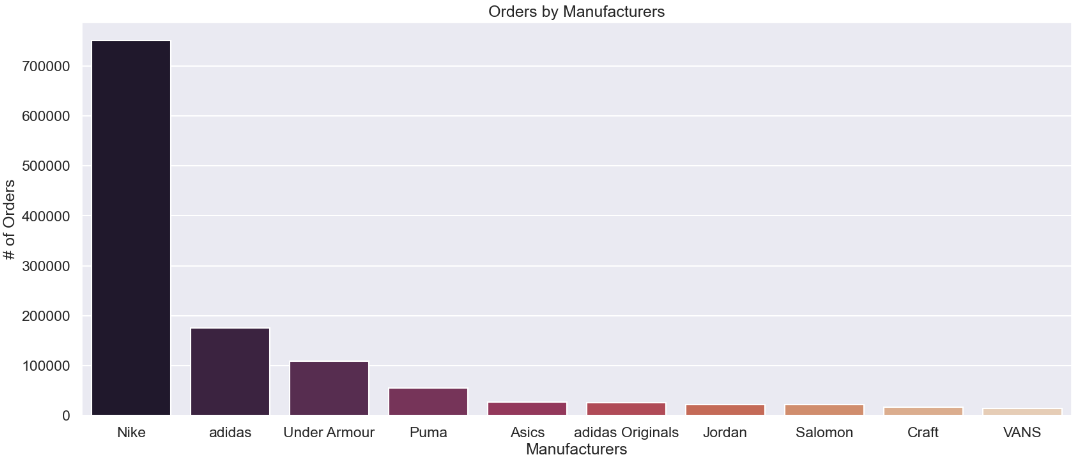 Orders by Manufacturers
# of Orders
700000
600000
500000
400000
300000
200000
100000
0
Nike adidas Under Armour Puma Asics adidas Originals Jordan Salomon Craft VANS
Manufacturers